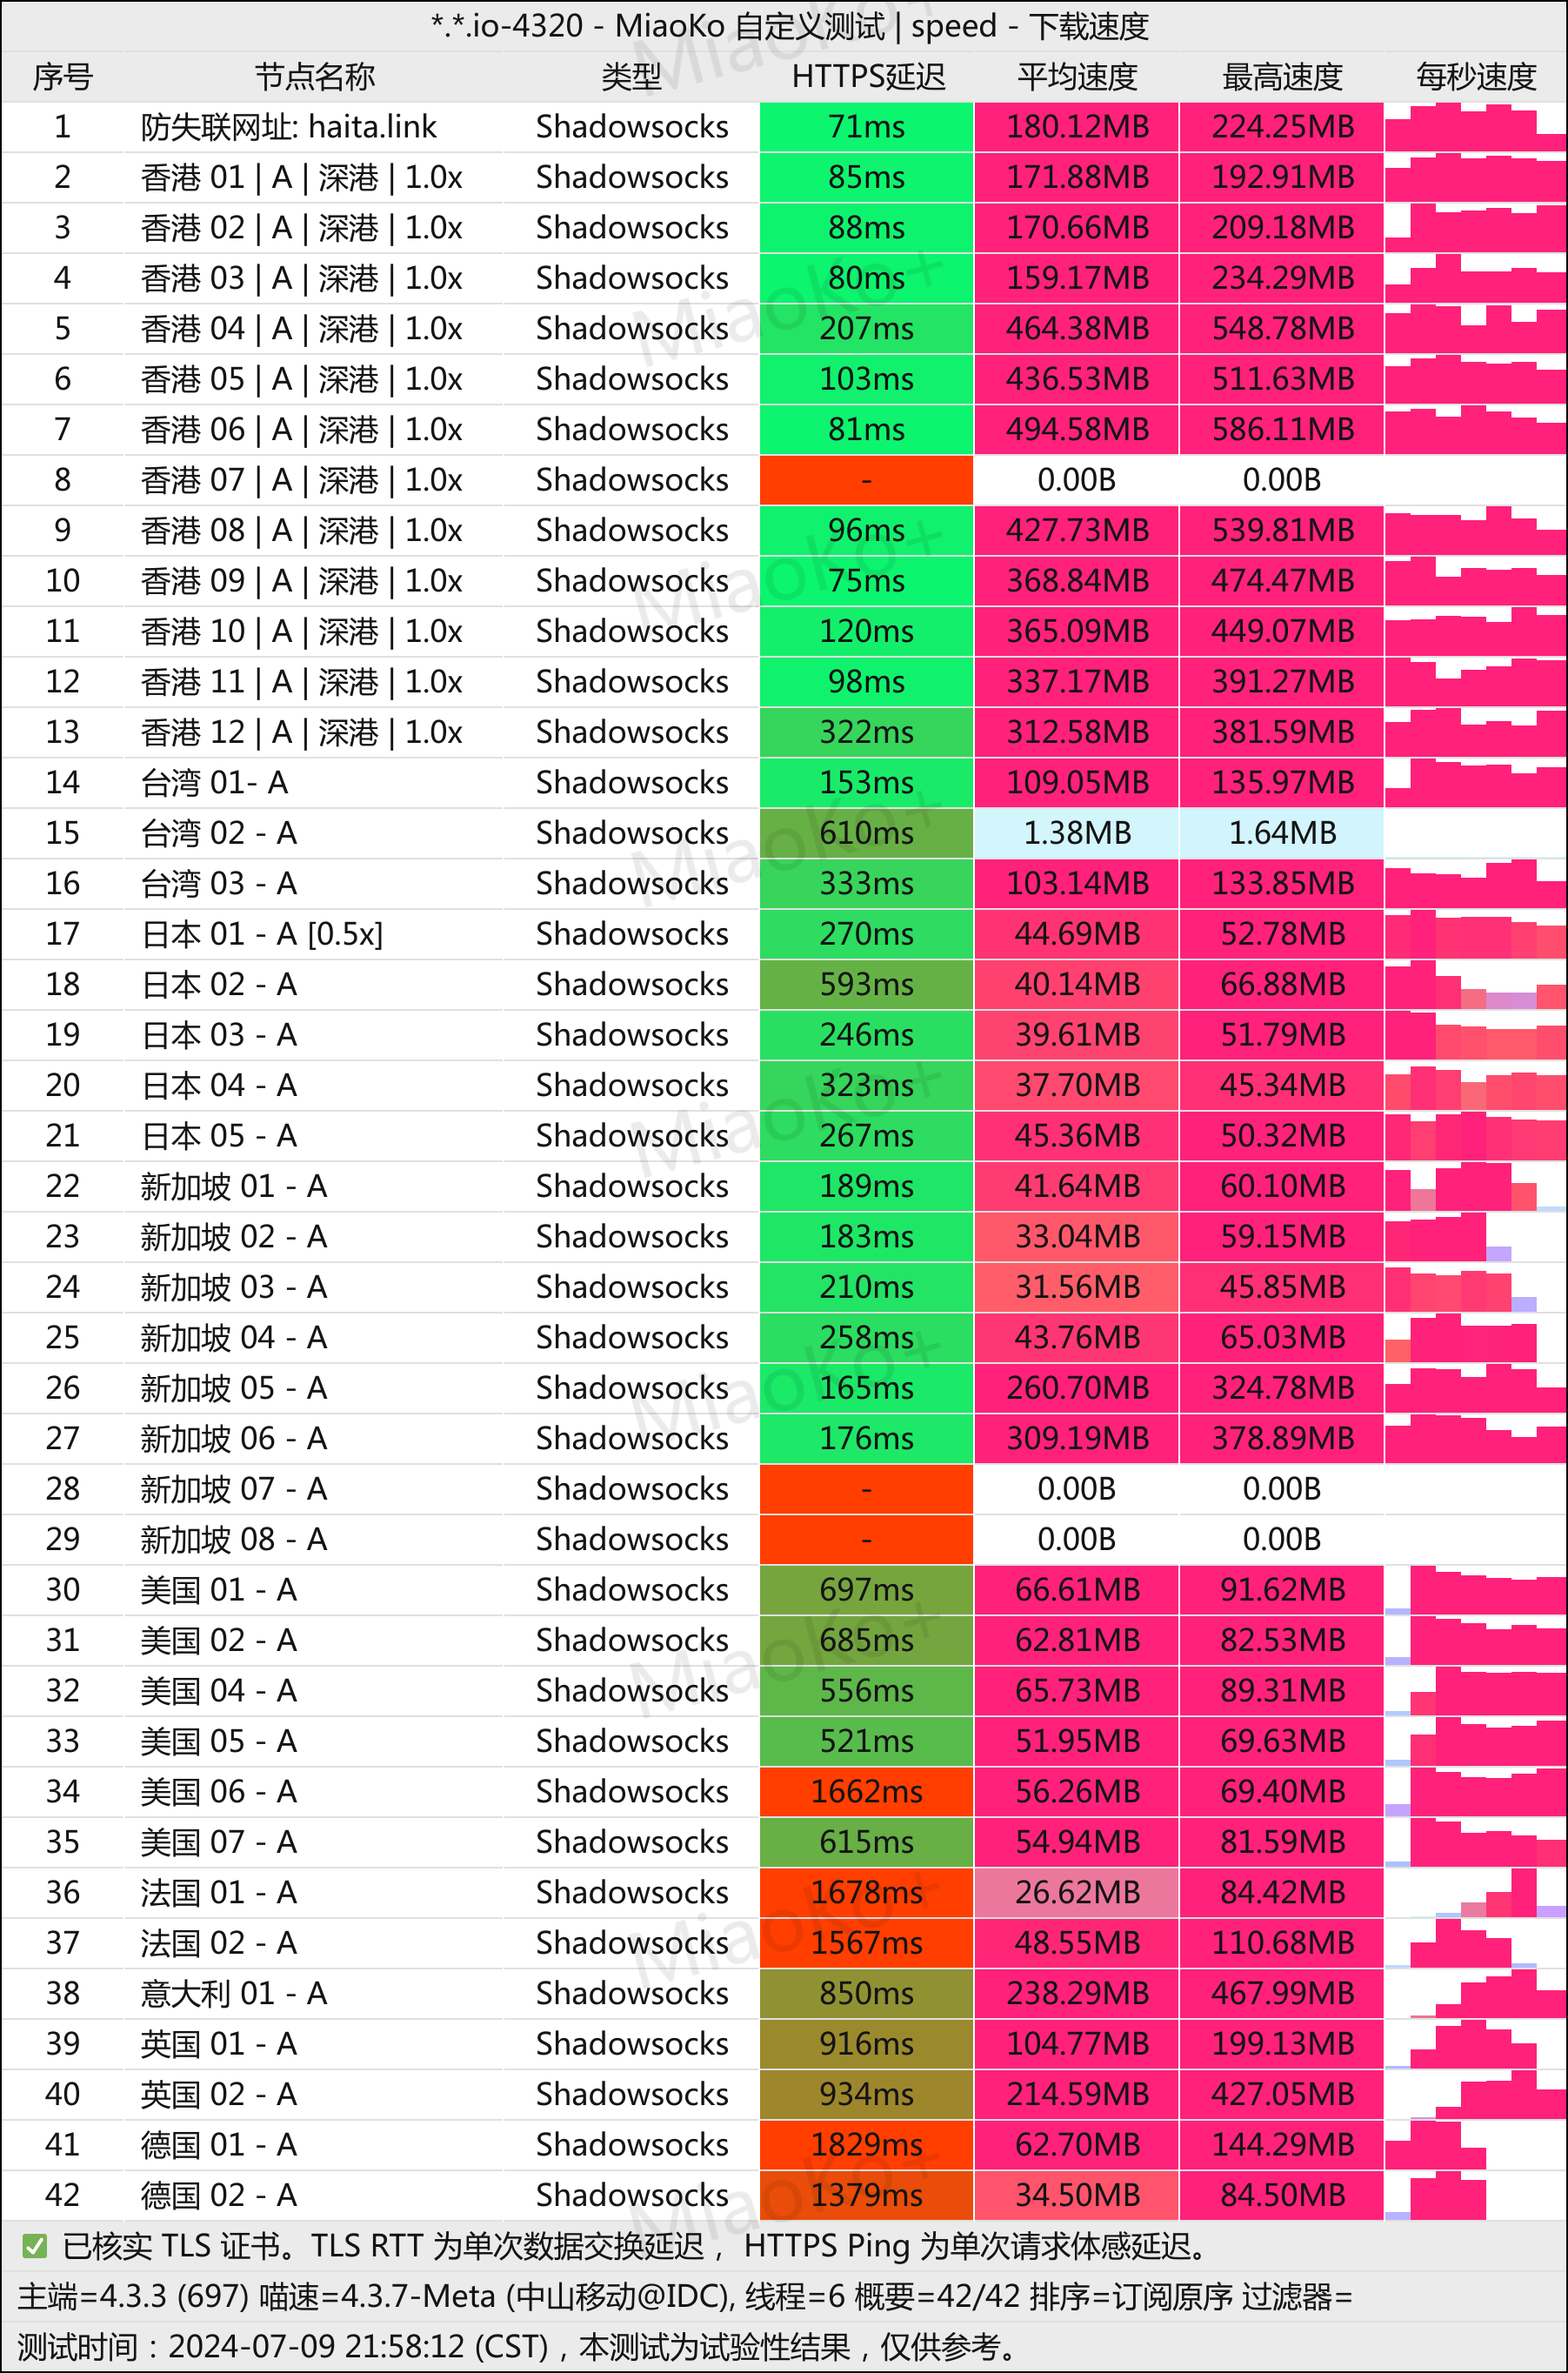 *.*.io-4320 - MiaoKo 自定义测试 | speed - 下载速度
序号 节点名称 类型 HTTPS延迟 平均速度 最高速度 每秒速度
1 防失联网址: haita.link Shadowsocks 71ms 180.12MB 224.25MB
2 香港 01 | A | 深港 | 1.0x Shadowsocks 85ms 171.88MB 192.91MB
3 香港 02 | A | 深港 | 1.0x Shadowsocks 88ms 170.66MB 209.18MB
4 香港 03 | A | 深港 | 1.0x Shadowsocks 80ms 159.17MB 234.29MB
5 香港 04 | A | 深港 | 1.0x Shadowsocks 207ms 464.38MB 548.78MB
6 香港 05 | A | 深港 | 1.0x Shadowsocks 103ms 436.53MB 511.63MB
7 香港 06 | A | 深港 | 1.0x Shadowsocks 81ms 494.58MB 586.11MB
8 香港 07 | A | 深港 | 1.0x Shadowsocks - 0.00B 0.00B
9 香港 08 | A | 深港 | 1.0x Shadowsocks 96ms 427.73MB 539.81MB
10 香港 09 | A | 深港 | 1.0x Shadowsocks 75ms 368.84MB 474.47MB
11 香港 10 | A | 深港 | 1.0x Shadowsocks 120ms 365.09MB 449.07MB
12 香港 11 | A | 深港 | 1.0x Shadowsocks 98ms 337.17MB 391.27MB
13 香港 12 | A | 深港 | 1.0x Shadowsocks 322ms 312.58MB 381.59MB
14 台湾 01- A Shadowsocks 153ms 109.05MB 135.97MB
15 台湾 02 - A Shadowsocks 610ms 1.38MB 1.64MB
16 台湾 03 - A Shadowsocks 333ms 103.14MB 133.85MB
17 日本 01 - A [0.5x] Shadowsocks 270ms 44.69MB 52.78MB
18 日本 02 - A Shadowsocks 593ms 40.14MB 66.88MB
19 日本 03 - A Shadowsocks 246ms 39.61MB 51.79MB
20 日本 04 - A Shadowsocks 323ms 37.70MB 45.34MB
21 日本 05 - A Shadowsocks 267ms 45.36MB 50.32MB
22 新加坡 01 - A Shadowsocks 189ms 41.64MB 60.10MB
23 新加坡 02 - A Shadowsocks 183ms 33.04MB 59.15MB
24 新加坡 03 - A Shadowsocks 210ms 31.56MB 45.85MB
25 新加坡 04 - A Shadowsocks 258ms 43.76MB 65.03MB
26 新加坡 05 - A Shadowsocks 165ms 260.70MB 324.78MB
27 新加坡 06 - A Shadowsocks 176ms 309.19MB 378.89MB
28 新加坡 07 - A Shadowsocks - 0.00B 0.00B
29 新加坡 08 - A Shadowsocks - 0.00B 0.00B
30 美国 01 - A Shadowsocks 697ms 66.61MB 91.62MB
31 美国 02 - A Shadowsocks 685ms 62.81MB 82.53MB
32 美国 04 - A Shadowsocks 556ms 65.73MB 89.31MB
33 美国 05 - A Shadowsocks 521ms 51.95MB 69.63MB
34 美国 06 - A Shadowsocks 1662ms 56.26MB 69.40MB
35 美国 07 - A Shadowsocks 615ms 54.94MB 81.59MB
36 法国 01 - A Shadowsocks 1678ms 26.62MB 84.42MB
37 法国 02 - A Shadowsocks 1567ms 48.55MB 110.68MB
38 意大利 01 - A Shadowsocks 850ms 238.29MB 467.99MB
39 英国 01 - A Shadowsocks 916ms 104.77MB 199.13MB
40 英国 02 - A Shadowsocks 934ms 214.59MB 427.05MB
41 德国 01 - A Shadowsocks 1829ms 62.70MB 144.29MB
42 德国 02 - A Shadowsocks 1379ms 34.50MB 84.50MB
✅ 已核实 TLS 证书。TLS RTT 为单次数据交换延迟， HTTPS Ping 为单次请求体感延迟。
主端=4.3.3 (697) 喵速=4.3.7-Meta (中山移动@IDC), 线程=6 概要=42/42 排序=订阅原序 过滤器=
测试时间：2024-07-09 21:58:12 (CST)，本测试为试验性结果，仅供参考。
MiaoKo+
MiaoKo+
MiaoKo+
MiaoKo+
MiaoKo+
MiaoKo+
MiaoKo+
MiaoKo+
MiaoKo+